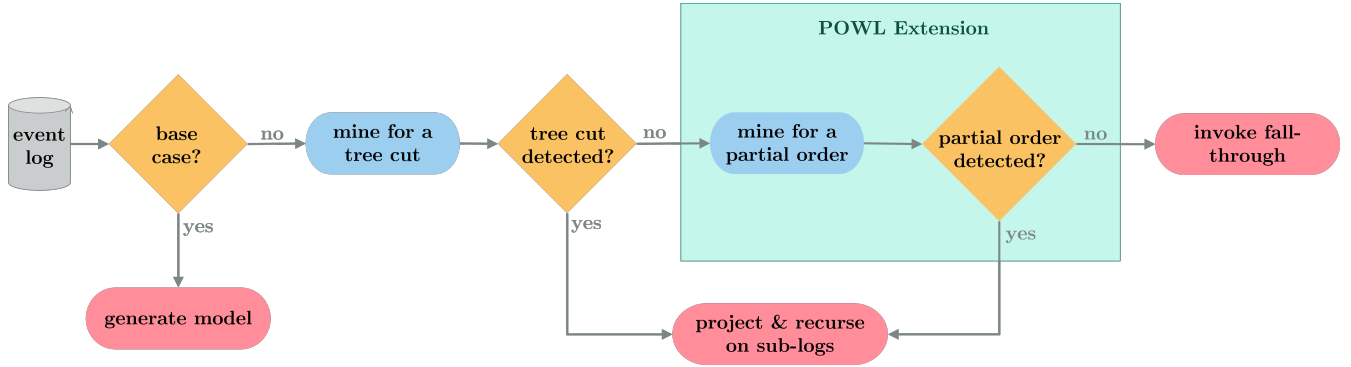 POWL Extension
event
log
base
case?
no
mine for a
tree cut
tree cut
detected?
no
mine for a
partial order
partial order
detected?
no
invoke fall-
through
yes
yes
yes
generate model
project & recurse
on sub-logs